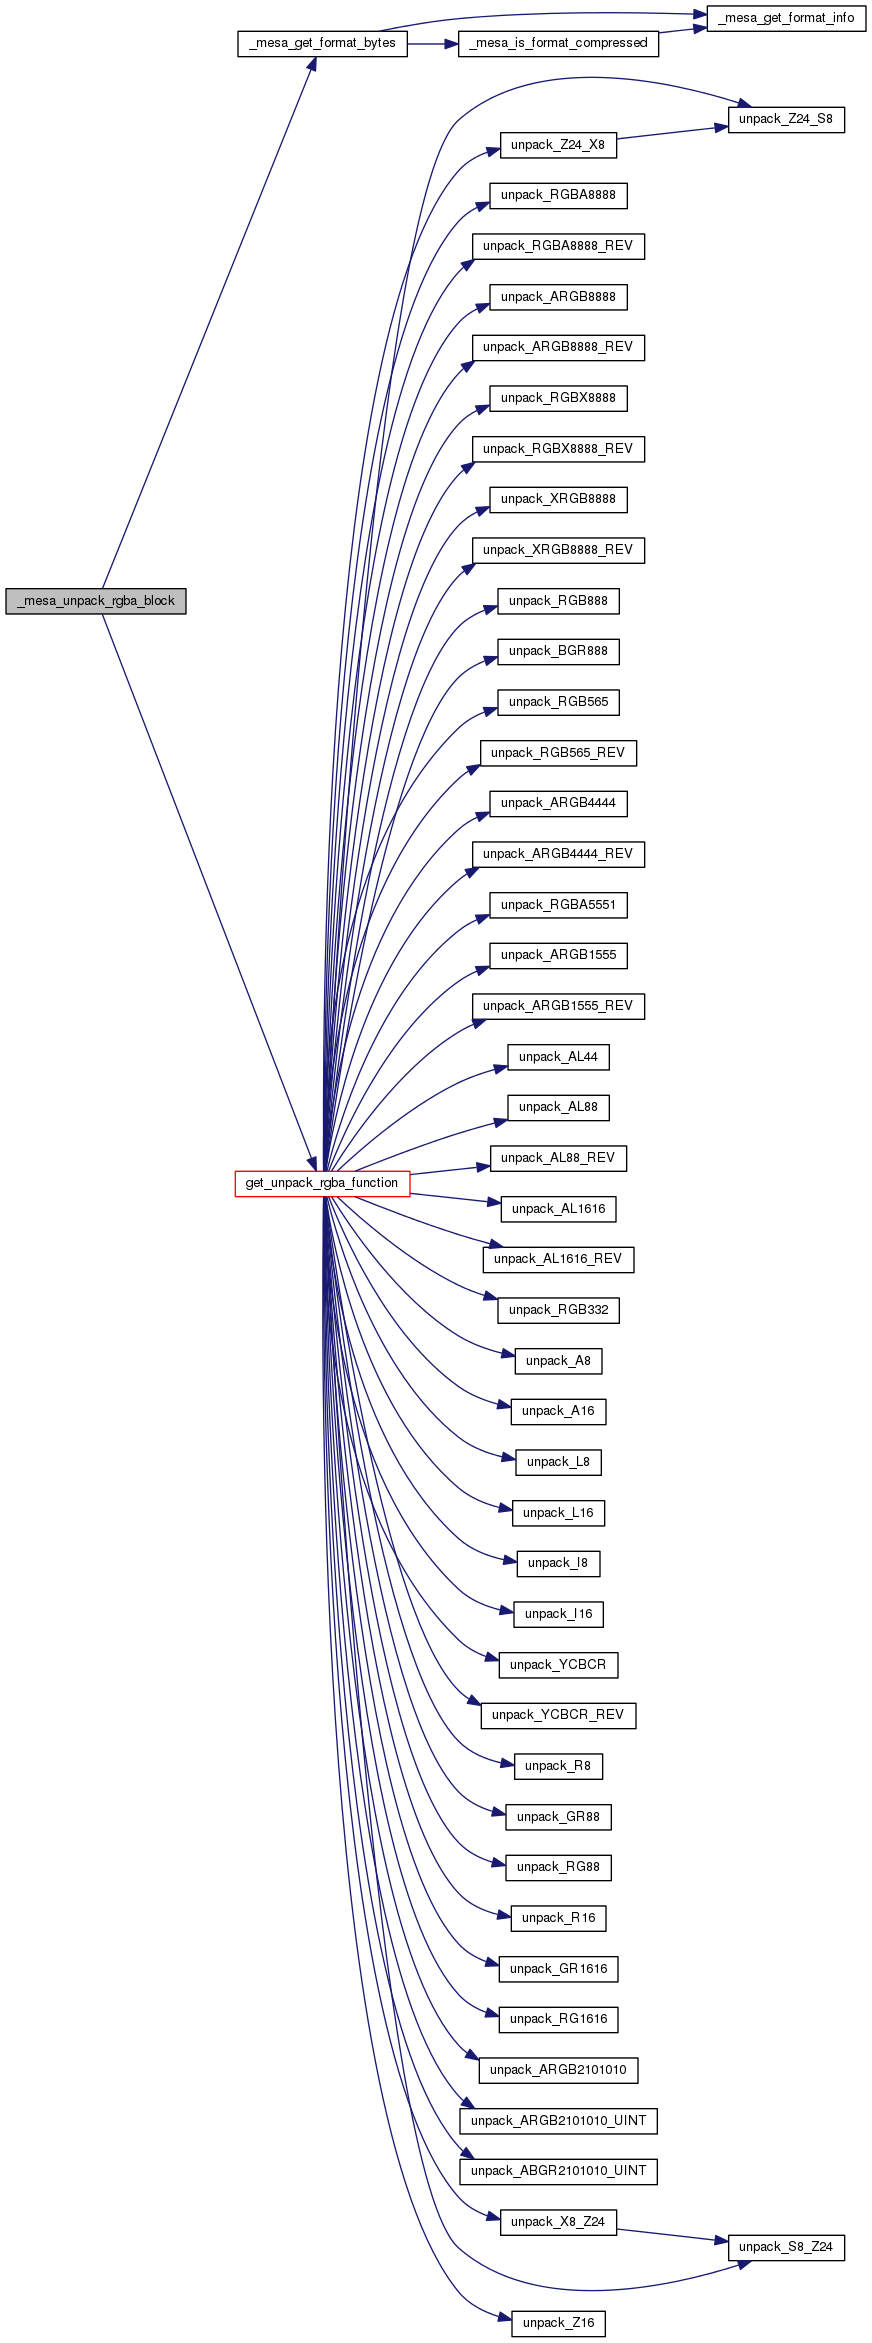 _mesa_get_format_info
_mesa_get_format_bytes
_mesa_is_format_compressed
unpack_Z24_S8
unpack_Z24_X8
unpack_RGBA8888
unpack_RGBA8888_REV
unpack_ARGB8888
unpack_ARGB8888_REV
unpack_RGBX8888
unpack_RGBX8888_REV
unpack_XRGB8888
unpack_XRGB8888_REV
_mesa_unpack_rgba_block
unpack_RGB888
unpack_BGR888
unpack_RGB565
unpack_RGB565_REV
unpack_ARGB4444
unpack_ARGB4444_REV
unpack_RGBA5551
unpack_ARGB1555
unpack_ARGB1555_REV
unpack_AL44
unpack_AL88
unpack_AL88_REV
get_unpack_rgba_function
unpack_AL1616
unpack_AL1616_REV
unpack_RGB332
unpack_A8
unpack_A16
unpack_L8
unpack_L16
unpack_I8
unpack_I16
unpack_YCBCR
unpack_YCBCR_REV
unpack_R8
unpack_GR88
unpack_RG88
unpack_R16
unpack_GR1616
unpack_RG1616
unpack_ARGB2101010
unpack_ARGB2101010_UINT
unpack_ABGR2101010_UINT
unpack_X8_Z24
unpack_S8_Z24
unpack_Z16